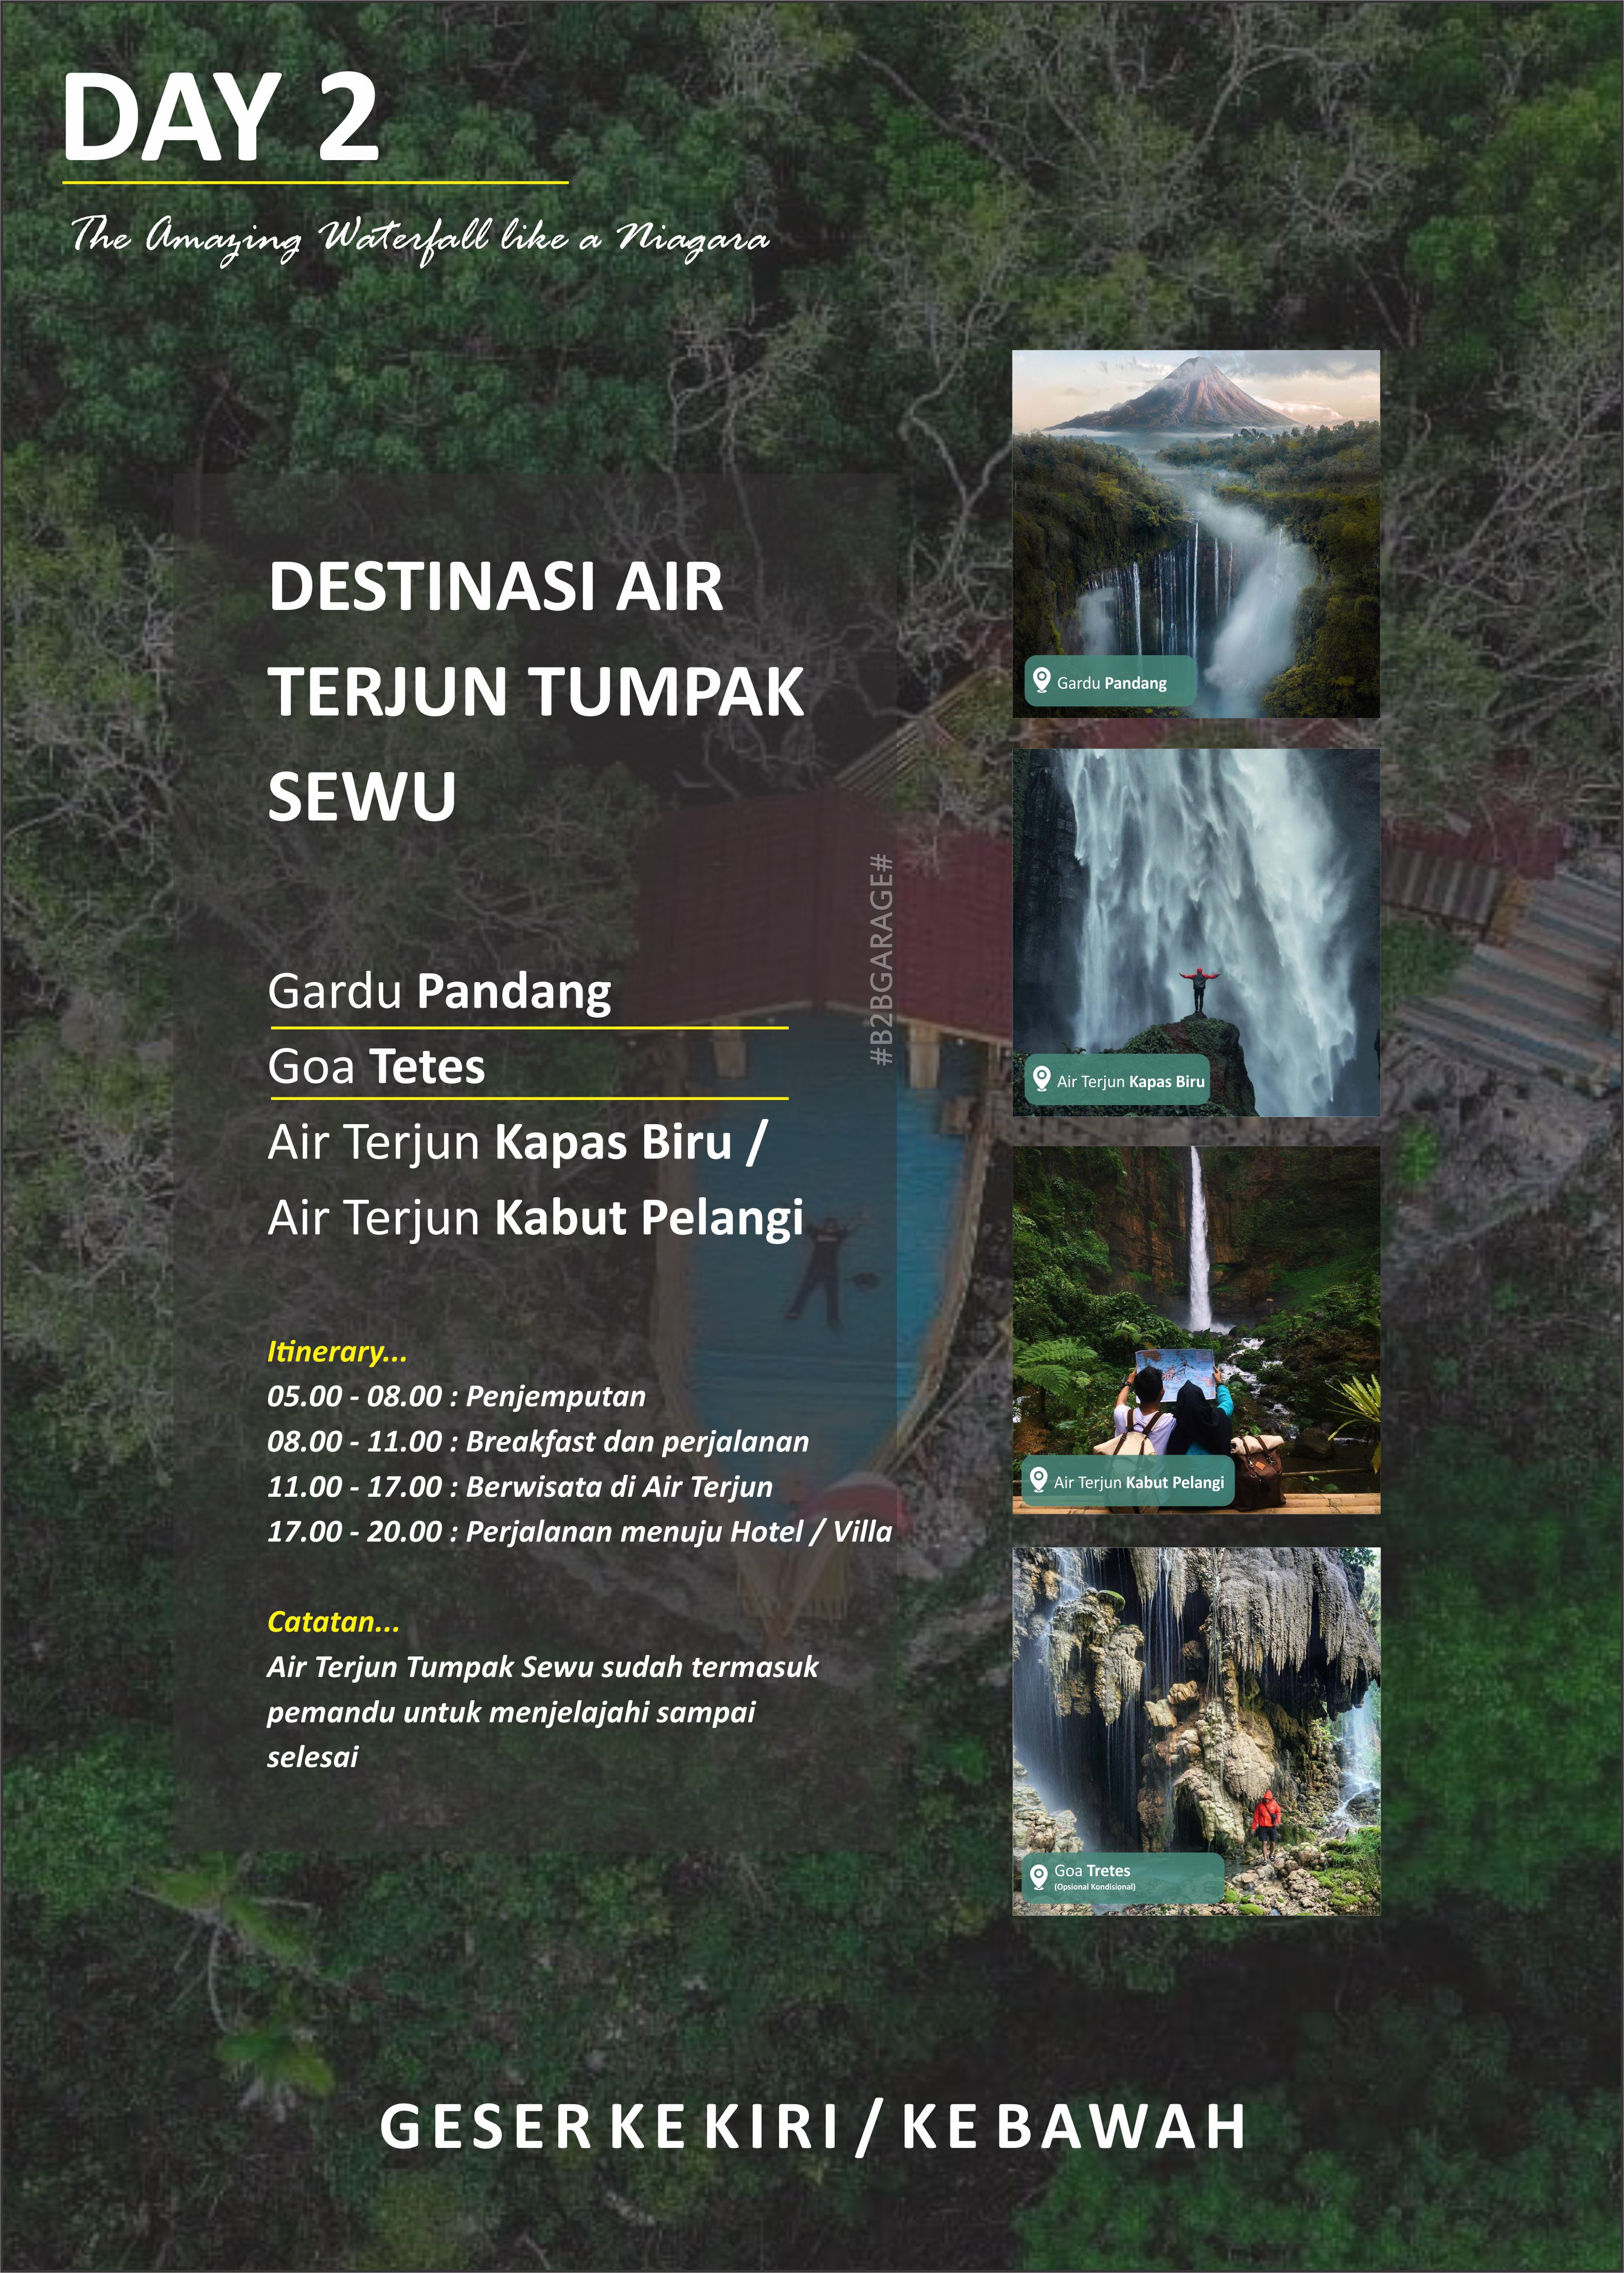 DAY 2
The Amazing Waterfall like a Niagara
DESTINASI AIR
TERJUN TUMPAK
SEWU
#B2BGARAGE#
Gardu Pandang
Goa Tetes
Air Terjun Kapas Biru /
Air Terjun Kabut Pelangi
Itinerary...
05.00 - 08.00 : Penjemputan
08.00 - 11.00 : Breakfast dan perjalanan
11.00 - 17.00 : Berwisata di Air Terjun
17.00 - 20.00 : Perjalanan menuju Hotel / Villa
Catatan...
Air Terjun Tumpak Sewu sudah termasuk
pemandu untuk menjelajahi sampai
selesai
Gardu Pandang
Air Terjun Kapas Biru
Air Terjun Kabut Pelangi
Goa Tretes
(Opsional Kondisional)
GESER KE KIRI / KE BAWAH